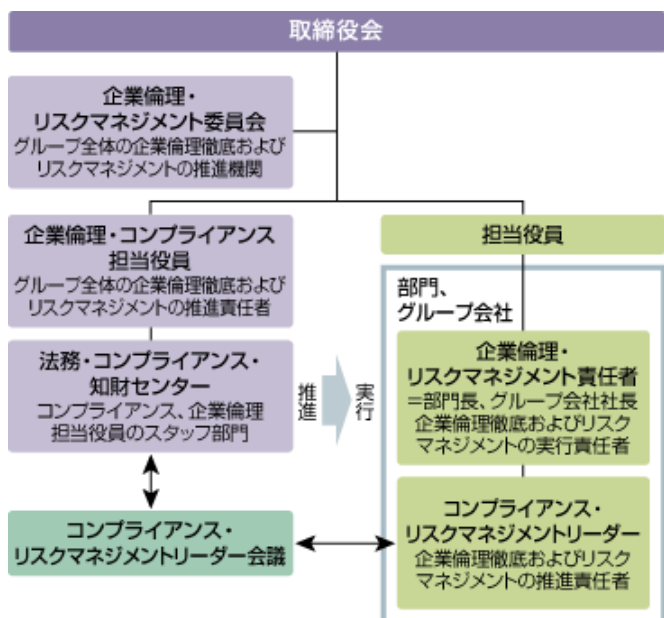 取締役会
企業倫理・
リスクマネジメント委員会
グループ全体の企業倫理徹底および
リスクマネジメントの推進機関
企業倫理・コンプライアンス
担当役員
グループ全体の企業倫理徹底および
リスクマネジメントの推進責任者
法務・コンプライアンス・
知財センター
コンプライアンス、企業倫理
担当役員のスタッフ部門
コンプライアンス・
リスクマネジメントリーダー会議
推進
実行
担当役員
部門、
グループ会社
企業倫理・
リスクマネジメント責任者
=部門長、グループ会社社長
企業倫理徹底およびリスク
マネジメントの実行責任者
コンプライアンス・
リスクマネジメントリーダー
企業倫理徹底およびリスク
マネジメントの推進責任者